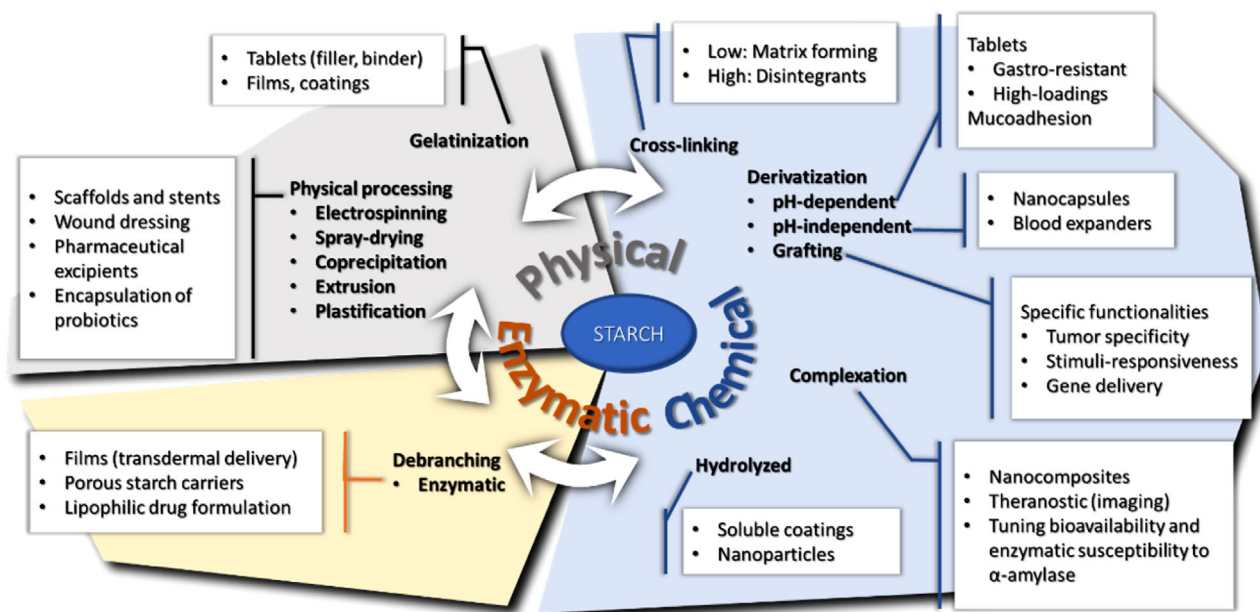 • Tablets (filler, binder)
• Films, coatings
Gelatinization
• Scaffolds and stents
• Wound dressing
• Pharmaceutical
excipients
• Encapsulation of
probiotics
Physical processing
• Electrospinning
• Spray-drying
• Coprecipitation
• Extrusion
• Plastification
• Low: Matrix forming
• High: Disintegrants
Cross-linking
Tablets
• Gastro-resistant
• High-loadings
Mucoadhesion
Derivatization
• pH-dependent
• pH-independent
• Grafting
• Nanocapsules
• Blood expanders
Specific functionalities
• Tumor specificity
• Stimuli-responsiveness
• Gene delivery
Physical
STARCH
Enzymatic
Chemical
Complexation
• Nanocomposites
• Theranostic (imaging)
• Tuning bioavailability and
enzymatic susceptibility to
α-amylase
Hydrolyzed
• Soluble coatings
• Nanoparticles
• Films (transdermal delivery)
• Porous starch carriers
• Lipophilic drug formulation
Debranching
• Enzymatic